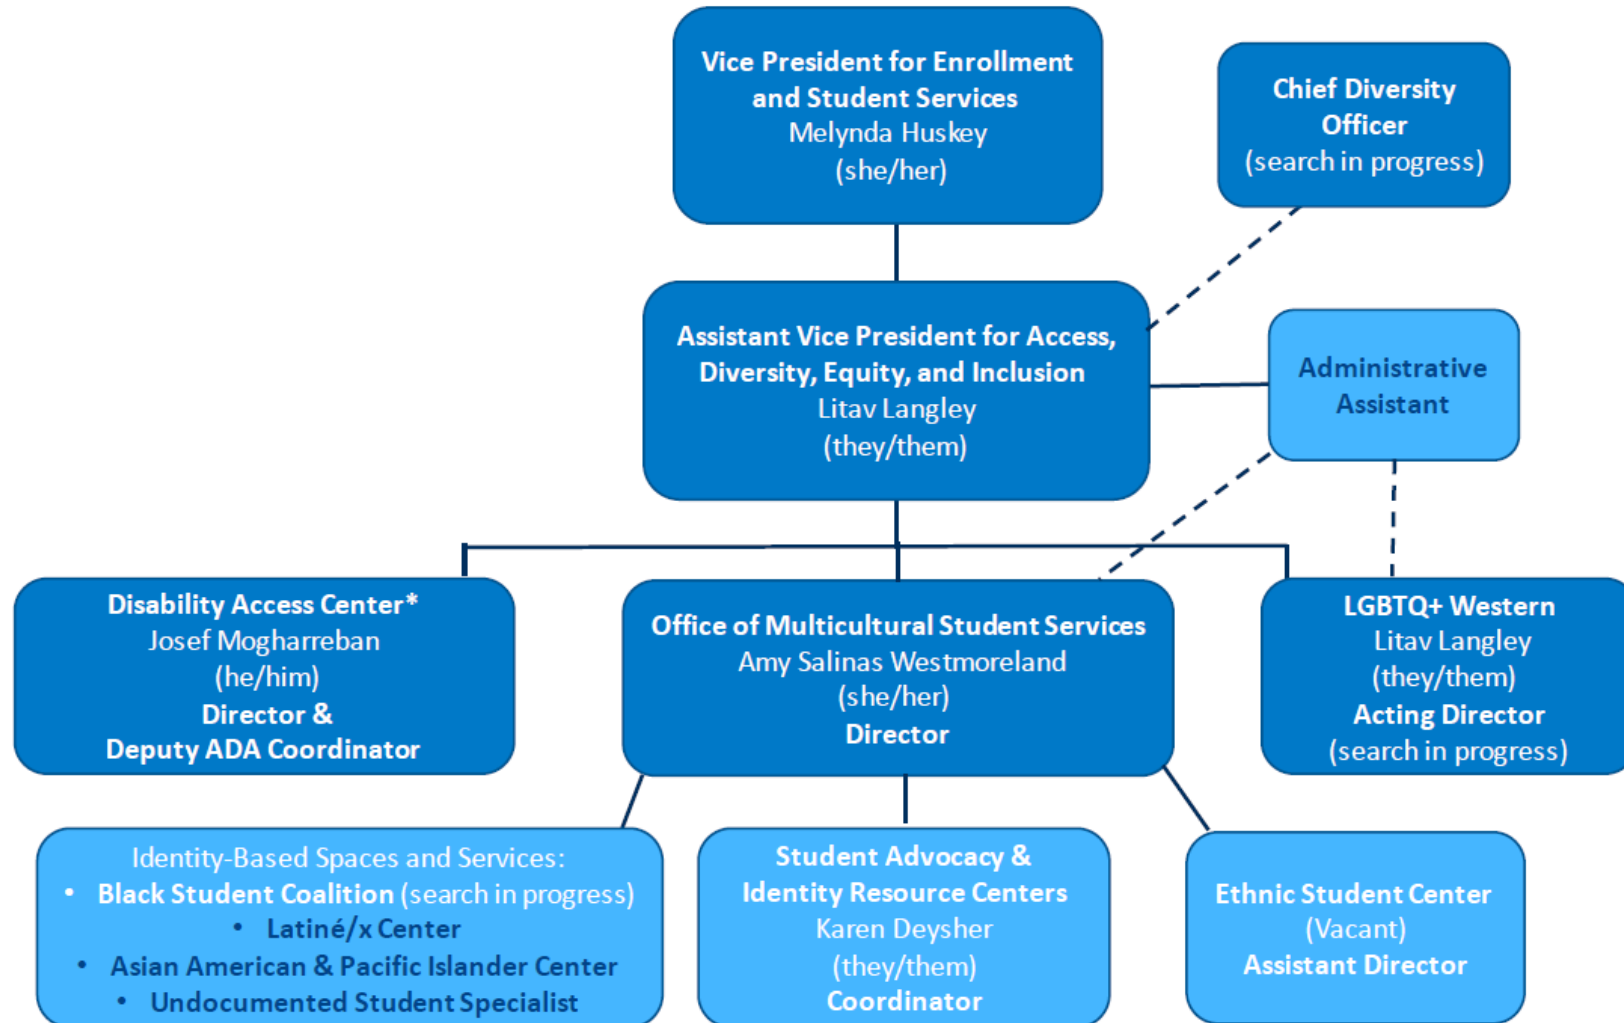 Vice President for Enrollment
and Student Services
Melynda Huskey
(she/her)
Chief Diversity
Officer
(search in progress)
Assistant Vice President for Access,
Diversity, Equity, and Inclusion
Litav Langley
(they/them)
Administrative
Assistant
Disability Access Center*
Josef Mogharreban
(he/him)
Director &
Deputy ADA Coordinator
Office of Multicultural Student Services
Amy Salinas Westmoreland
(she/her)
Director
LGBTQ+ Western
Litav Langley
(they/them)
Acting Director
(search in progress)
Identity-Based Spaces and Services:
• Black Student Coalition (search in progress)
• Latiné/x Center
• Asian American & Pacific Islander Center
• Undocumented Student Specialist
Student Advocacy &
Identity Resource Centers
Karen Deysher
(they/them)
Coordinator
Ethnic Student Center
(Vacant)
Assistant Director